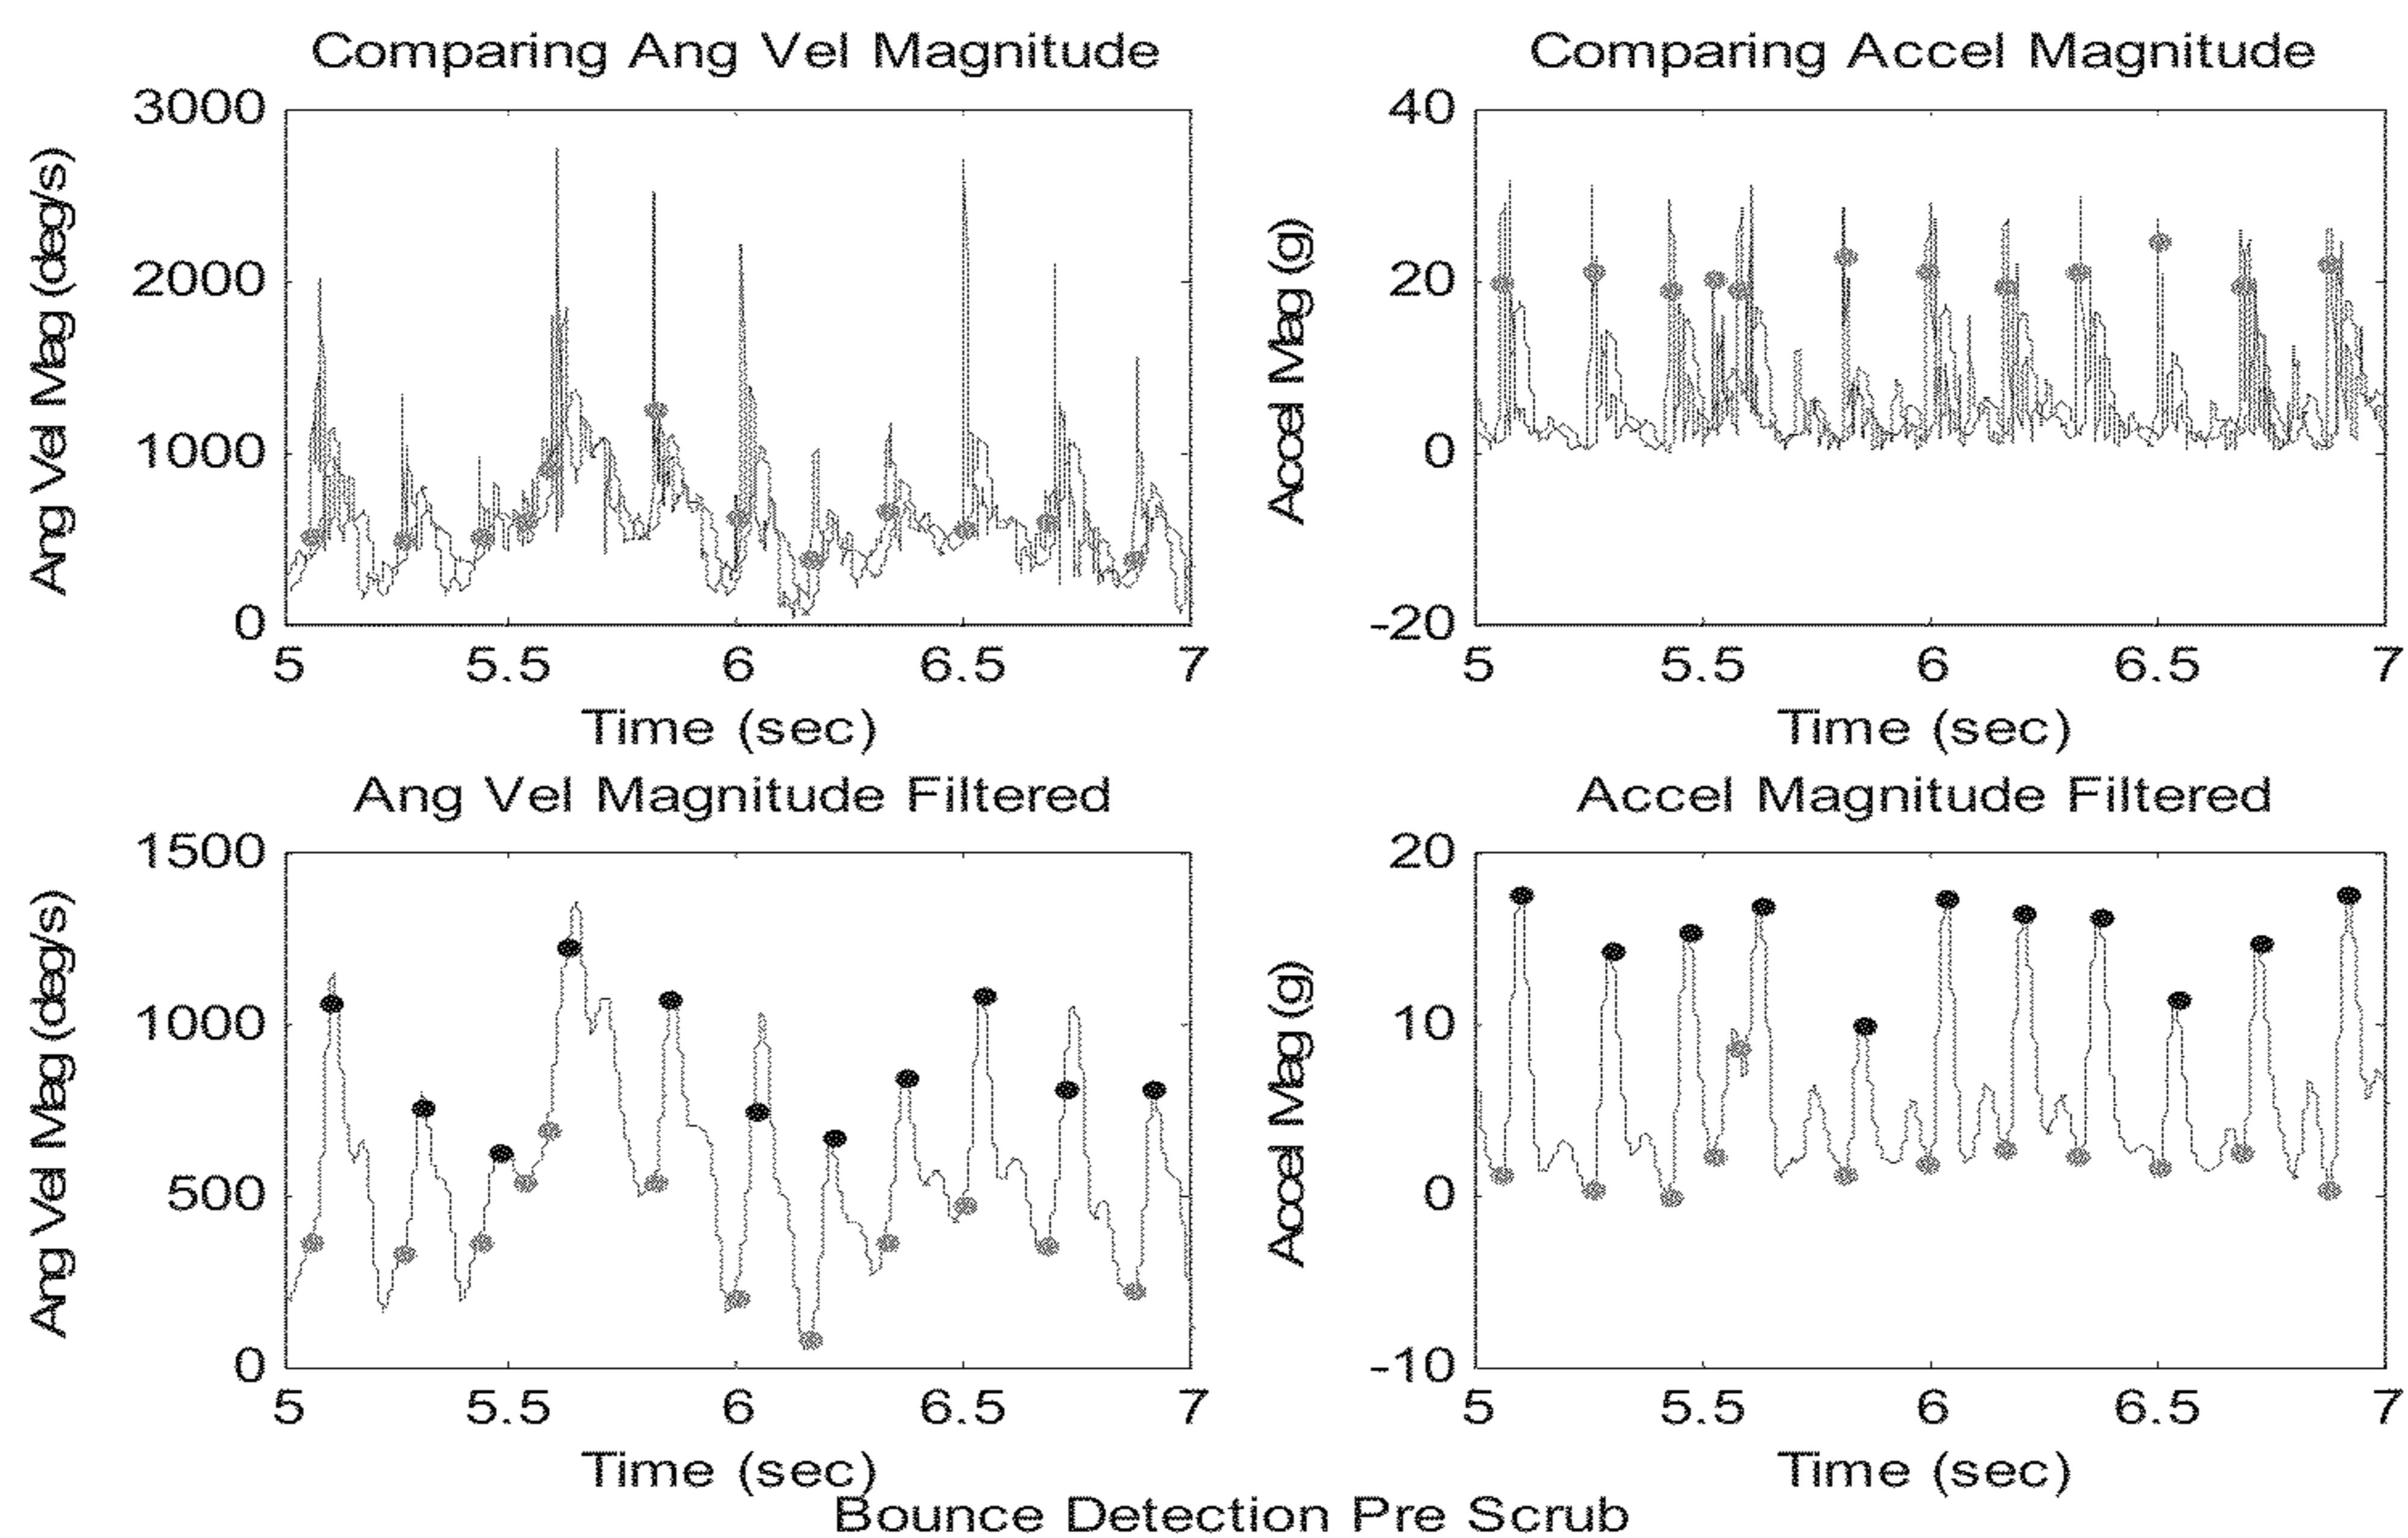 Comparing Ang Vel Magnitude
Ang Vel Mag (deg/s)
3000
2000
1000
0
5 5.5 6 6.5 7
Time (sec)
Comparing Accel Magnitude
Accel Mag (g)
40
20
0
-20
5 5.5 6 6.5 7
Time (sec)
Ang Vel Magnitude Filtered
Ang Vel Mag (deg/s)
1500
1000
500
0
5 5.5 6 6.5 7
Time (sec)
Accel Magnitude Filtered
Accel Mag (g)
20
10
0
-10
5 5.5 6 6.5 7
Time (sec)
Bounce Detection Pre Scrub